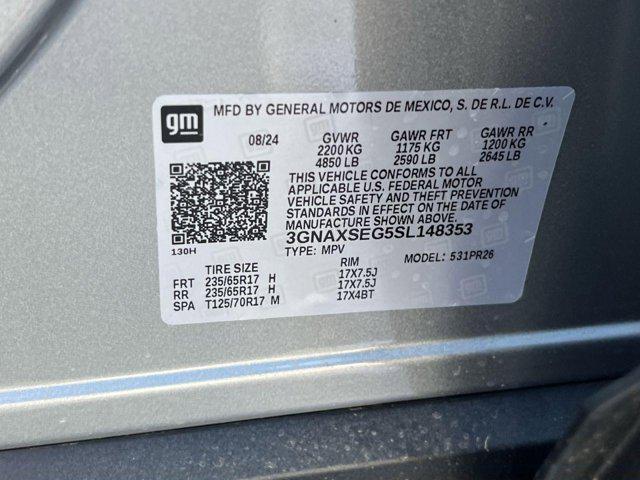 gm
MFD BY GENERAL MOTORS DE MEXICO, S. DE R.L. DE C.V.
08/24 GVWR GAWR FRT GAWR RR
2200 KG 1175 KG 1200 KG
4850 LB 2590 LB 2645 LB
THIS VEHICLE CONFORMS TO ALL
APPLICABLE U.S. FEDERAL MOTOR
VEHICLE SAFETY AND THEFT PREVENTION
STANDARDS IN EFFECT ON THE DATE OF
MANUFACTURE SHOWN ABOVE.
3GNAXSEG5SL148353
130H TYPE: MPV MODEL: 531PR26
TIRE SIZE RIM
FRT 235/65R17 H 17X7.5J
RR 235/65R17 H 17X7.5J
SPA T125/70R17 M 17X4BT